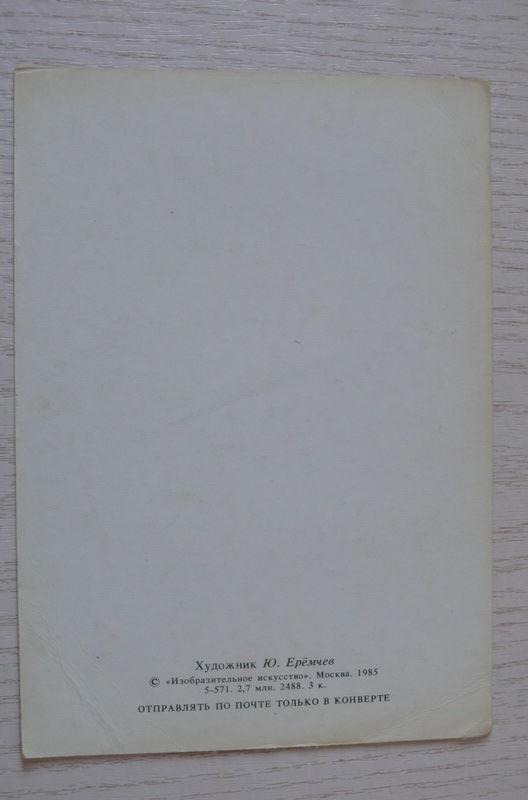 Художник Ю. Ерёмчев
© «Изобразительное искусство». Москва. 1985
5-571. 2,7 млн. 2488. 3 к.
ОТПРАВЛЯТЬ ПО ПОЧТЕ ТОЛЬКО В КОНВЕРТЕ